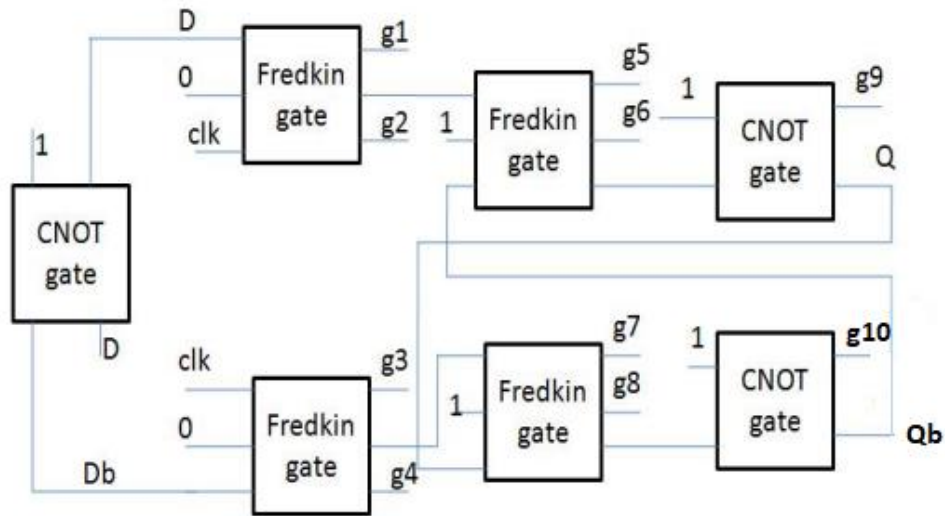 D
g1
0
Fredkin
gate
clk
g2
1
g5
1
Fredkin
gate
g6
1
g9
CNOT
gate
Q
CNOT
gate
D
clk
g3
0
Fredkin
gate
Db
g4
g7
1
Fredkin
gate
g8
1
g10
CNOT
gate
Qb